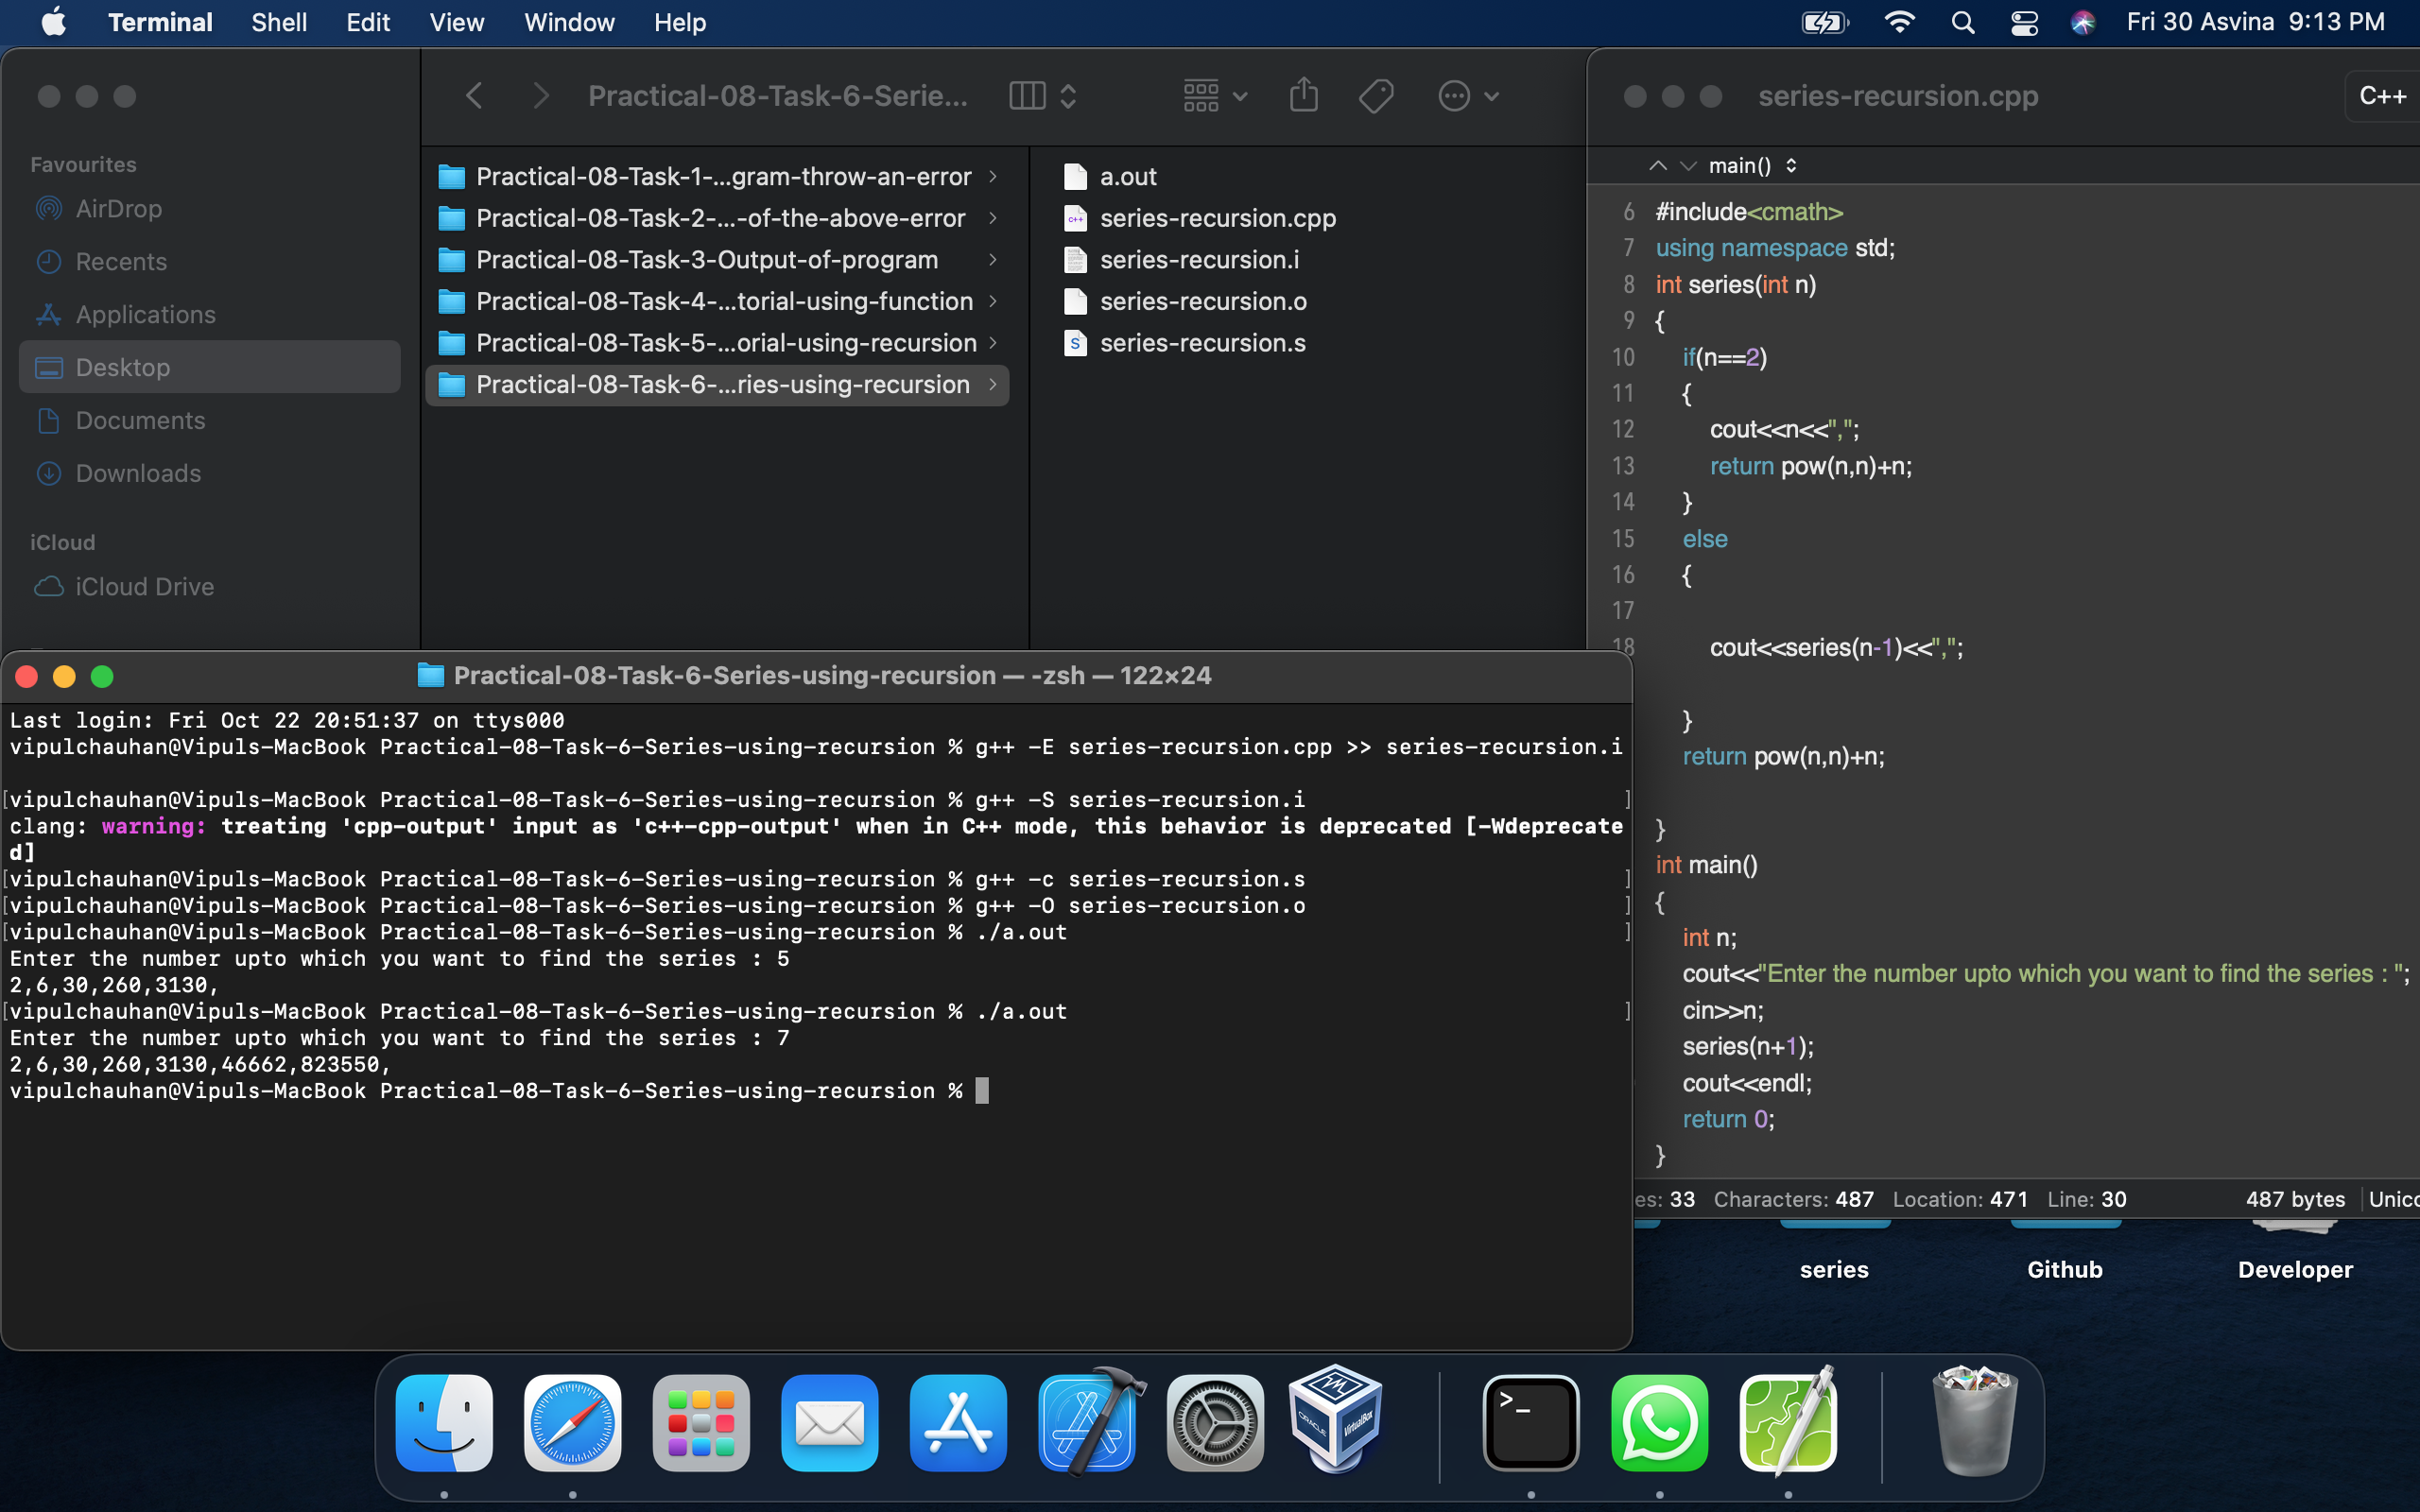 Terminal Shell Edit View Window Help
Fri 30 Asvina 9:13 PM
Favourites
AirDrop
Recents
Applications
Desktop
Documents
Downloads
iCloud
iCloud Drive
Practical-08-Task-6-Serie...
Practical-08-Task-1-...gram-throw-an-error
Practical-08-Task-2-...-of-the-above-error
Practical-08-Task-3-Output-of-program
Practical-08-Task-4-...torial-using-function
Practical-08-Task-5-...orial-using-recursion
Practical-08-Task-6-...ries-using-recursion
a.out
series-recursion.cpp
series-recursion.i
series-recursion.o
series-recursion.s
series-recursion.cpp
C++
main()
6 #include<cmath>
7 using namespace std;
8 int series(int n)
9 {
10 if(n==2)
11 {
12 cout<<n<<",";
13 return pow(n,n)+n;
14 }
15 else
16 {
17
18 cout<<series(n-1)<<",";
}
return pow(n,n)+n;
}
int main()
{
int n;
cout<<"Enter the number upto which you want to find the series : ";
cin>>n;
series(n+1);
cout<<endl;
return 0;
}
es: 33 Characters: 487 Location: 471 Line: 30 487 bytes Unico
Practical-08-Task-6-Series-using-recursion — -zsh — 122×24
Last login: Fri Oct 22 20:51:37 on ttys000
vipulchauhan@Vipuls-MacBook Practical-08-Task-6-Series-using-recursion % g++ -E series-recursion.cpp >> series-recursion.i
[vipulchauhan@Vipuls-MacBook Practical-08-Task-6-Series-using-recursion % g++ -S series-recursion.i ]
clang: warning: treating 'cpp-output' input as 'c++-cpp-output' when in C++ mode, this behavior is deprecated [-Wdeprecate
d]
[vipulchauhan@Vipuls-MacBook Practical-08-Task-6-Series-using-recursion % g++ -c series-recursion.s ]
[vipulchauhan@Vipuls-MacBook Practical-08-Task-6-Series-using-recursion % g++ -O series-recursion.o ]
[vipulchauhan@Vipuls-MacBook Practical-08-Task-6-Series-using-recursion % ./a.out ]
Enter the number upto which you want to find the series : 5
2,6,30,260,3130,
[vipulchauhan@Vipuls-MacBook Practical-08-Task-6-Series-using-recursion % ./a.out ]
Enter the number upto which you want to find the series : 7
2,6,30,260,3130,46662,823550,
vipulchauhan@Vipuls-MacBook Practical-08-Task-6-Series-using-recursion %
series
Github
Developer